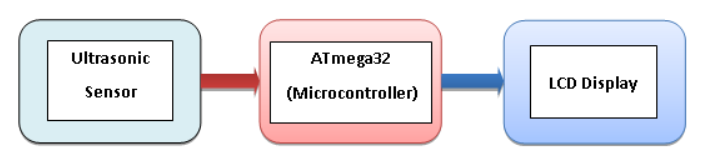 Ultrasonic
Sensor
ATmega32
(Microcontroller)
LCD Display